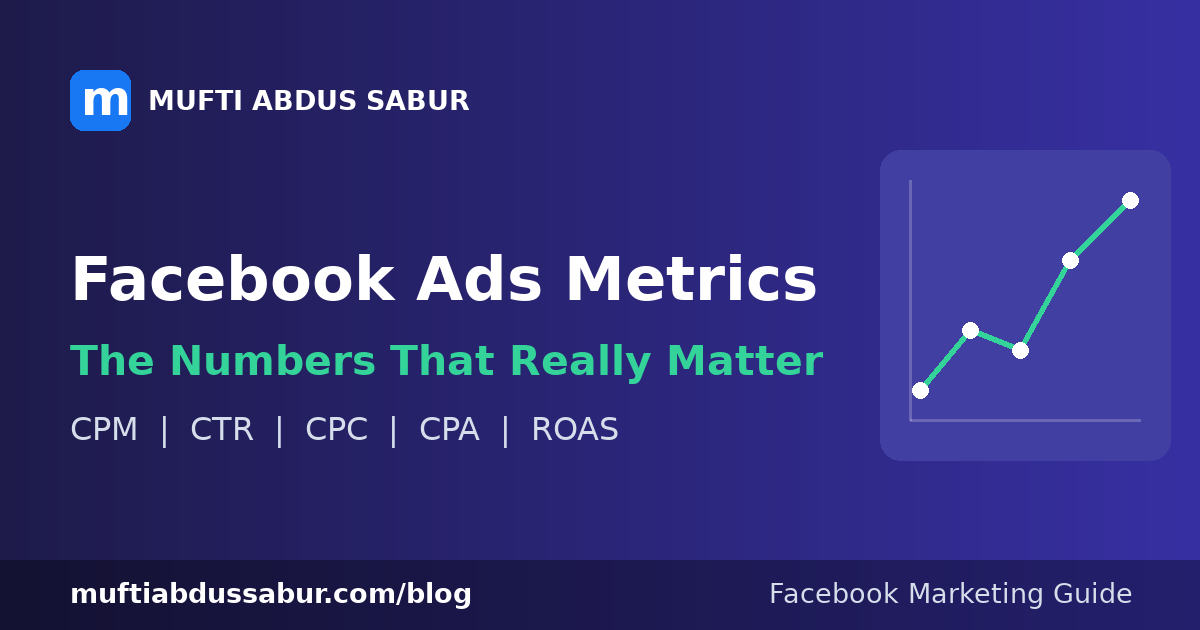 m
MUFTI ABDUS SABUR
Facebook Ads Metrics
The Numbers That Really Matter
CPM | CTR | CPC | CPA | ROAS
muftiabdussabur.com/blog
Facebook Marketing Guide